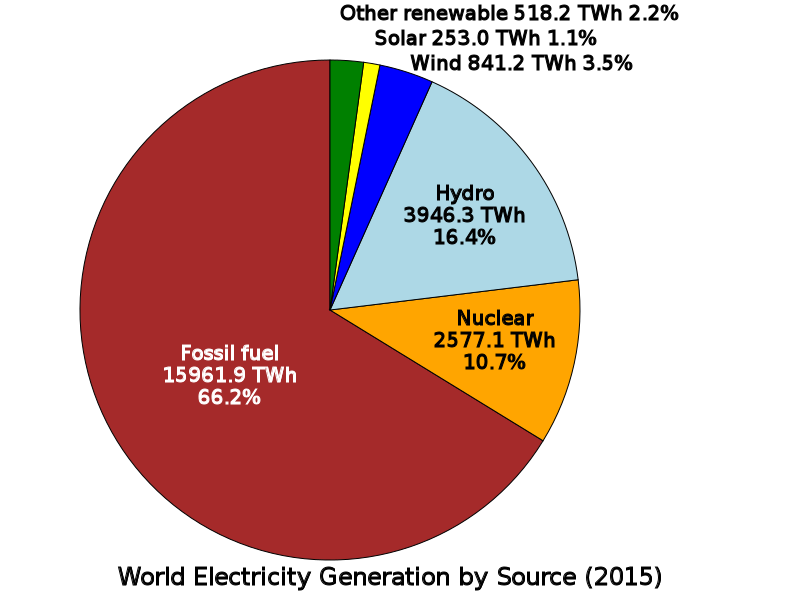 Other renewable 518.2 TWh 2.2%
Solar 253.0 TWh 1.1%
Wind 841.2 TWh 3.5%
Hydro
3946.3 TWh
16.4%
Nuclear
2577.1 TWh
10.7%
Fossil fuel
15961.9 TWh
66.2%
World Electricity Generation by Source (2015)